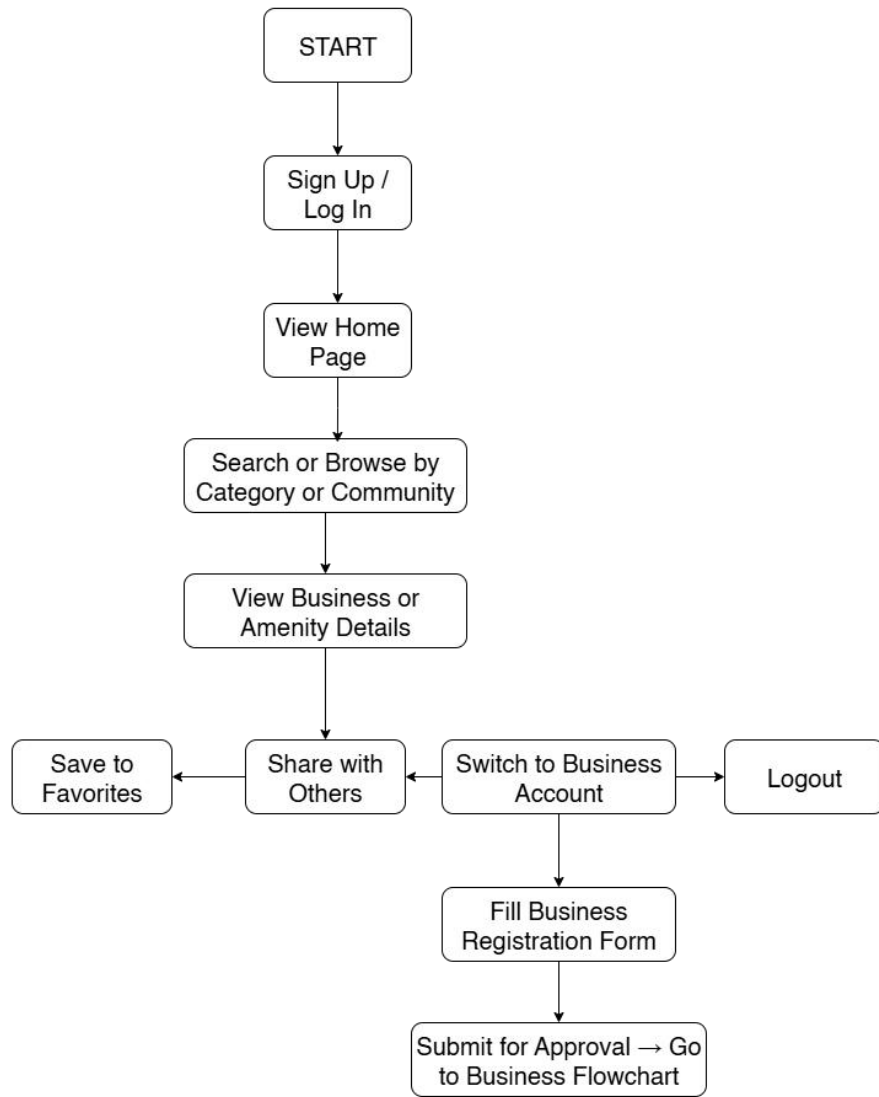 START
Sign Up /
Log In
View Home
Page
Search or Browse by
Category or Community
View Business or
Amenity Details
Save to
Favorites
Share with
Others
Switch to Business
Account
Logout
Fill Business
Registration Form
Submit for Approval → Go
to Business Flowchart